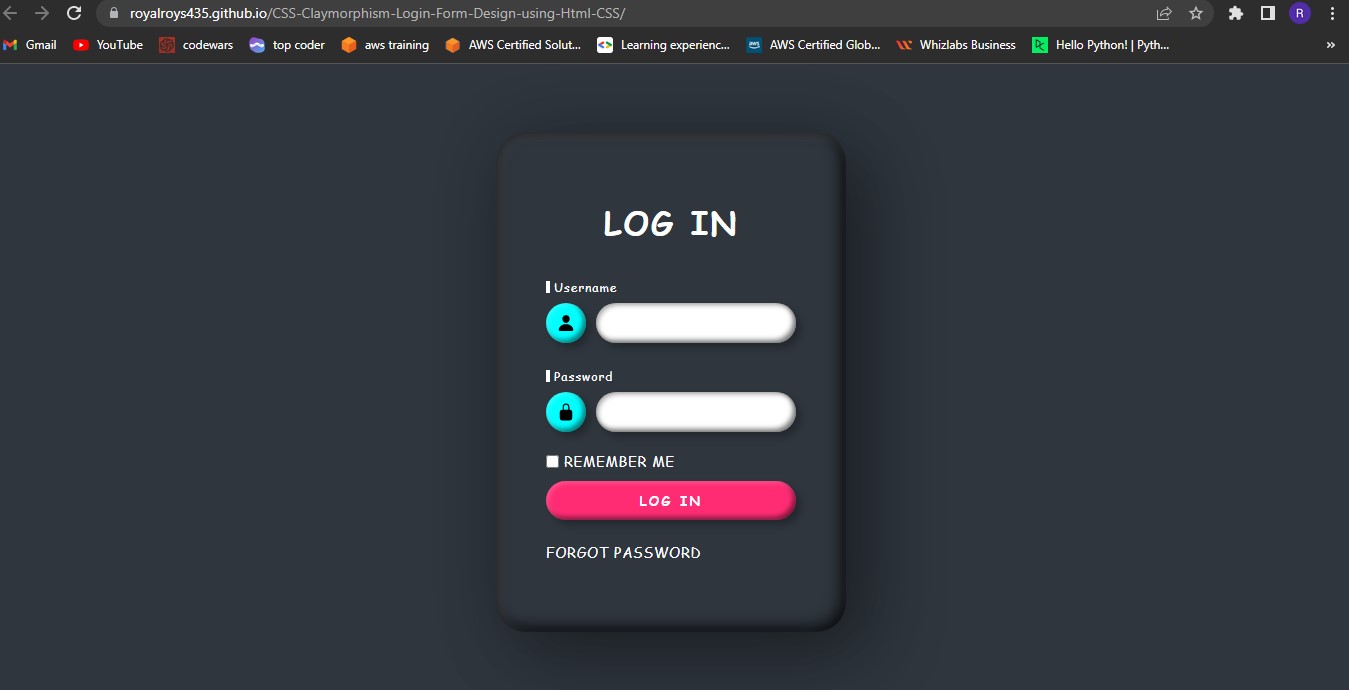 royalroys435.github.io/CSS-Claymorphism-Login-Form-Design-using-Html-CSS/
R
Gmail YouTube codewars top coder aws training AWS Certified Solut... Learning experienc... AWS Certified Glob... Whizlabs Business Hello Python! | Pyth... »
LOG IN
Username
Password
REMEMBER ME
LOG IN
FORGOT PASSWORD